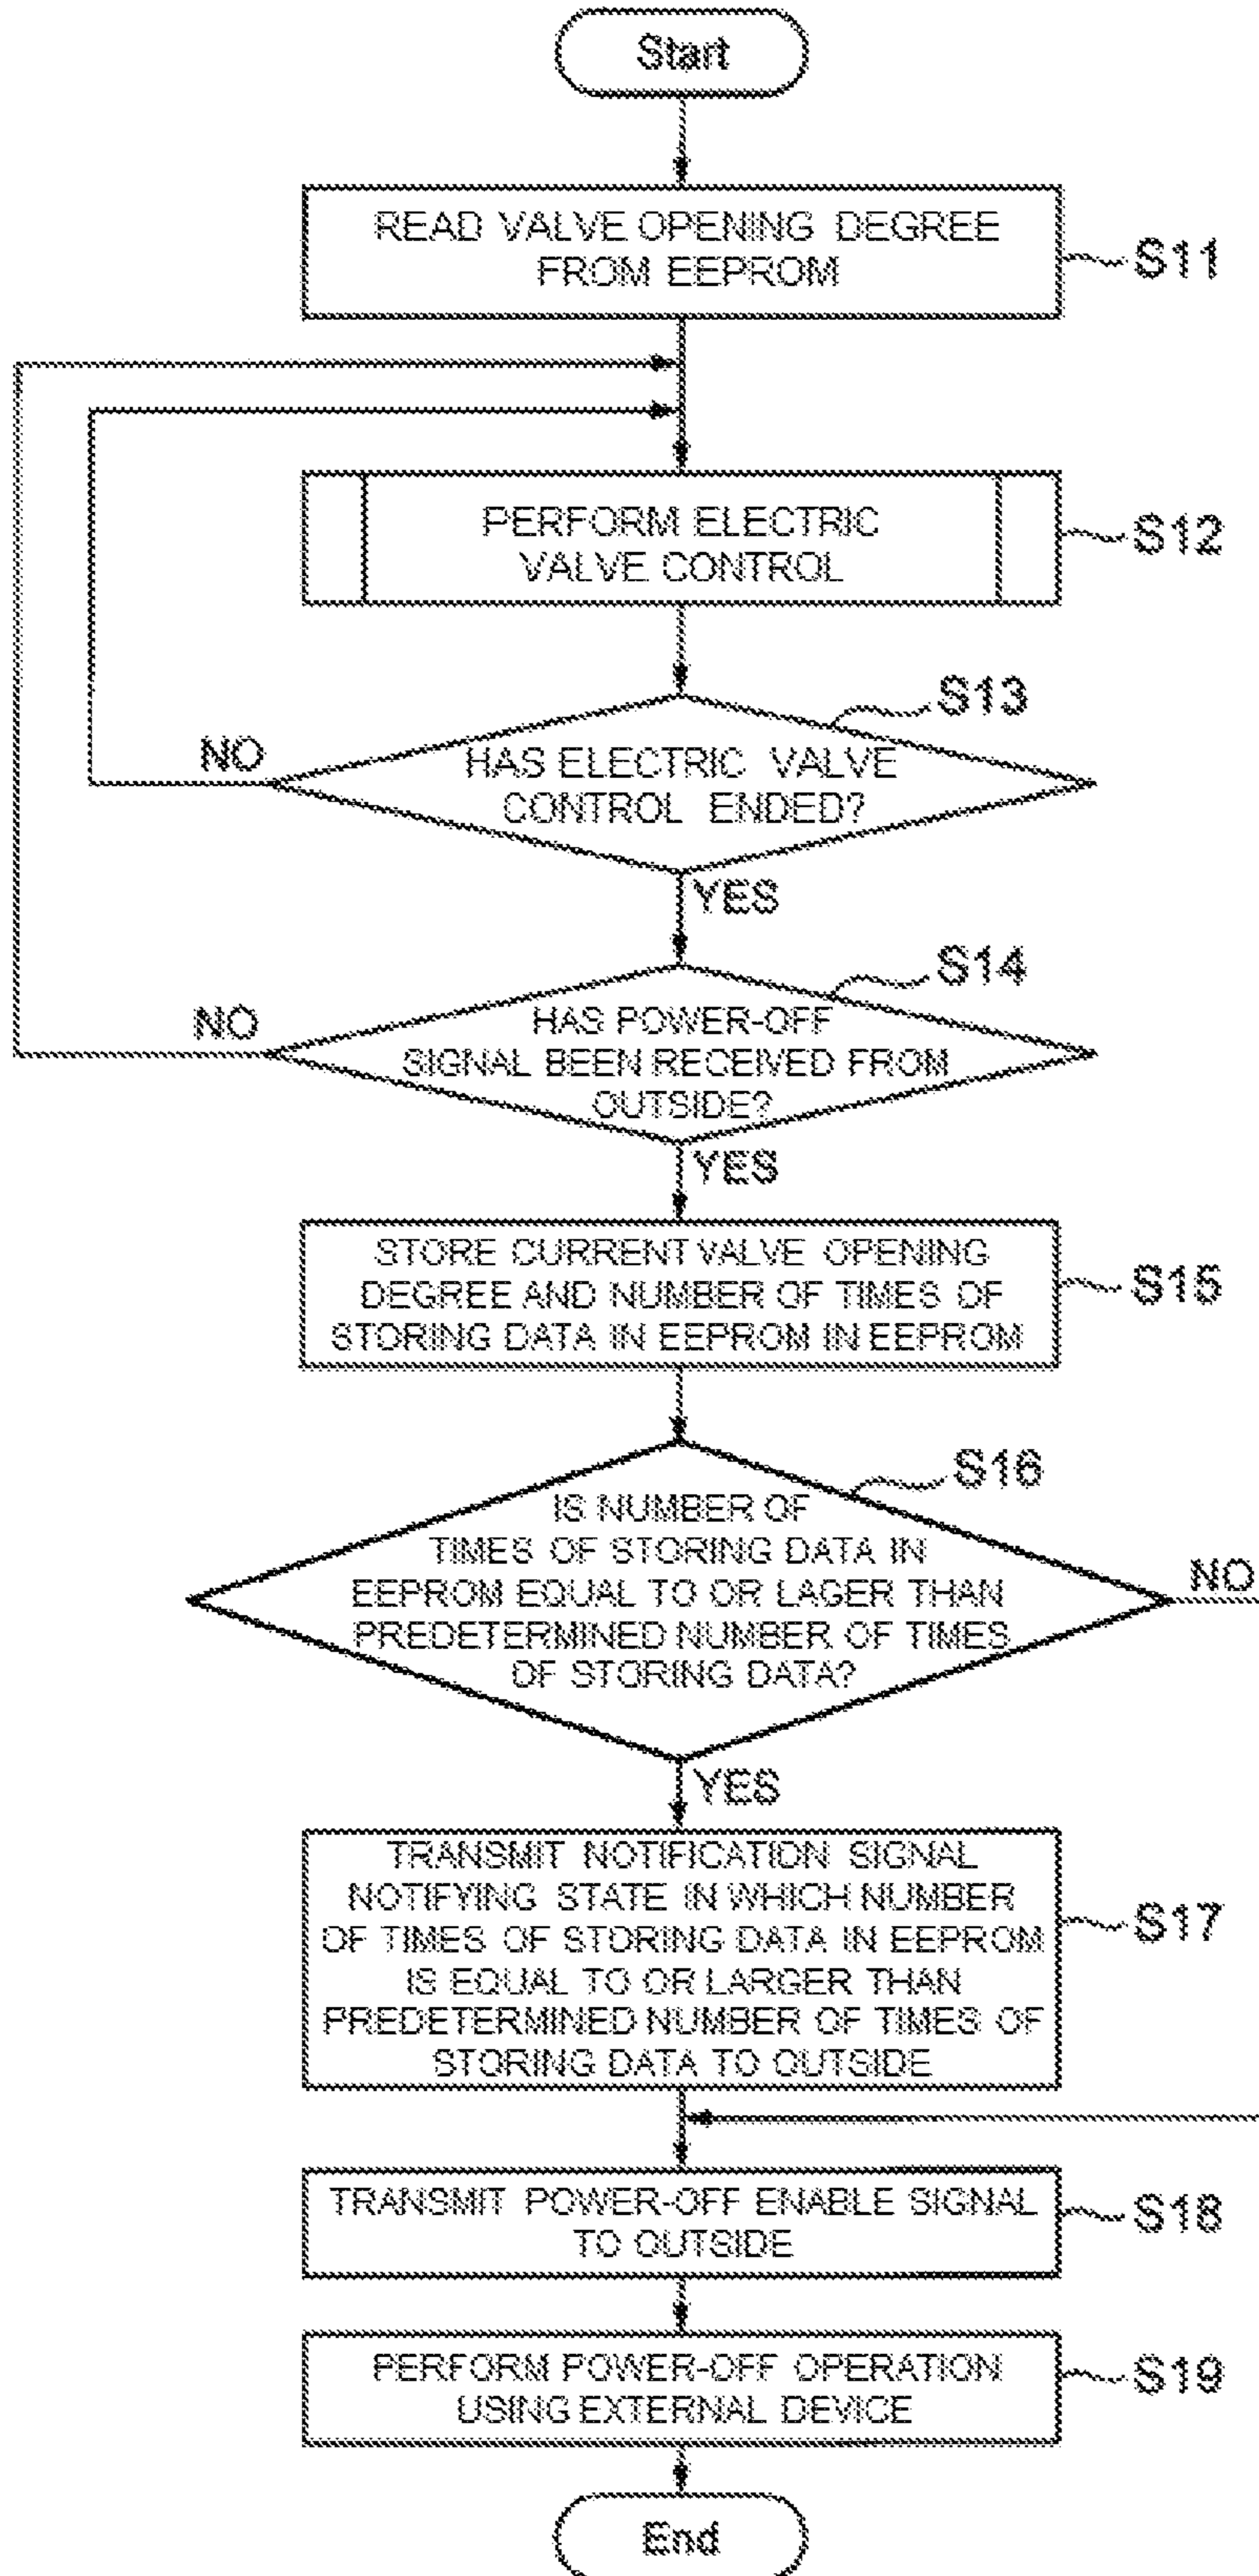 Start
READ VALVE OPENING DEGREE
FROM EEPROM
S11
PERFORM ELECTRIC
VALVE CONTROL
S12
S13
HAS ELECTRIC VALVE
CONTROL ENDED?
NO
YES
S14
HAS POWER-OFF
SIGNAL BEEN RECEIVED FROM
OUTSIDE?
NO
YES
STORE CURRENT VALVE OPENING
DEGREE AND NUMBER OF TIMES OF
STORING DATA IN EEPROM IN EEPROM
S15
S16
IS NUMBER OF
TIMES OF STORING DATA IN
EEPROM EQUAL TO OR LAGER THAN
PREDETERMINED NUMBER OF TIMES
OF STORING DATA?
NO
YES
TRANSMIT NOTIFICATION SIGNAL
NOTIFYING STATE IN WHICH NUMBER
OF TIMES OF STORING DATA IN EEPROM
IS EQUAL TO OR LARGER THAN
PREDETERMINED NUMBER OF TIMES OF
STORING DATA TO OUTSIDE
S17
TRANSMIT POWER-OFF ENABLE SIGNAL
TO OUTSIDE
S18
PERFORM POWER-OFF OPERATION
USING EXTERNAL DEVICE
S19
End